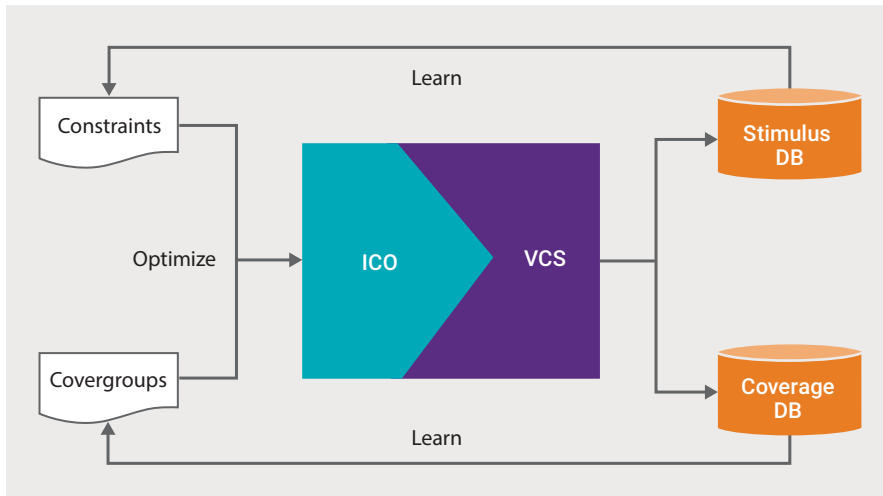 Learn
Constraints
Stimulus
DB
Optimize
ICO
VCS
Covergroups
Coverage
DB
Learn